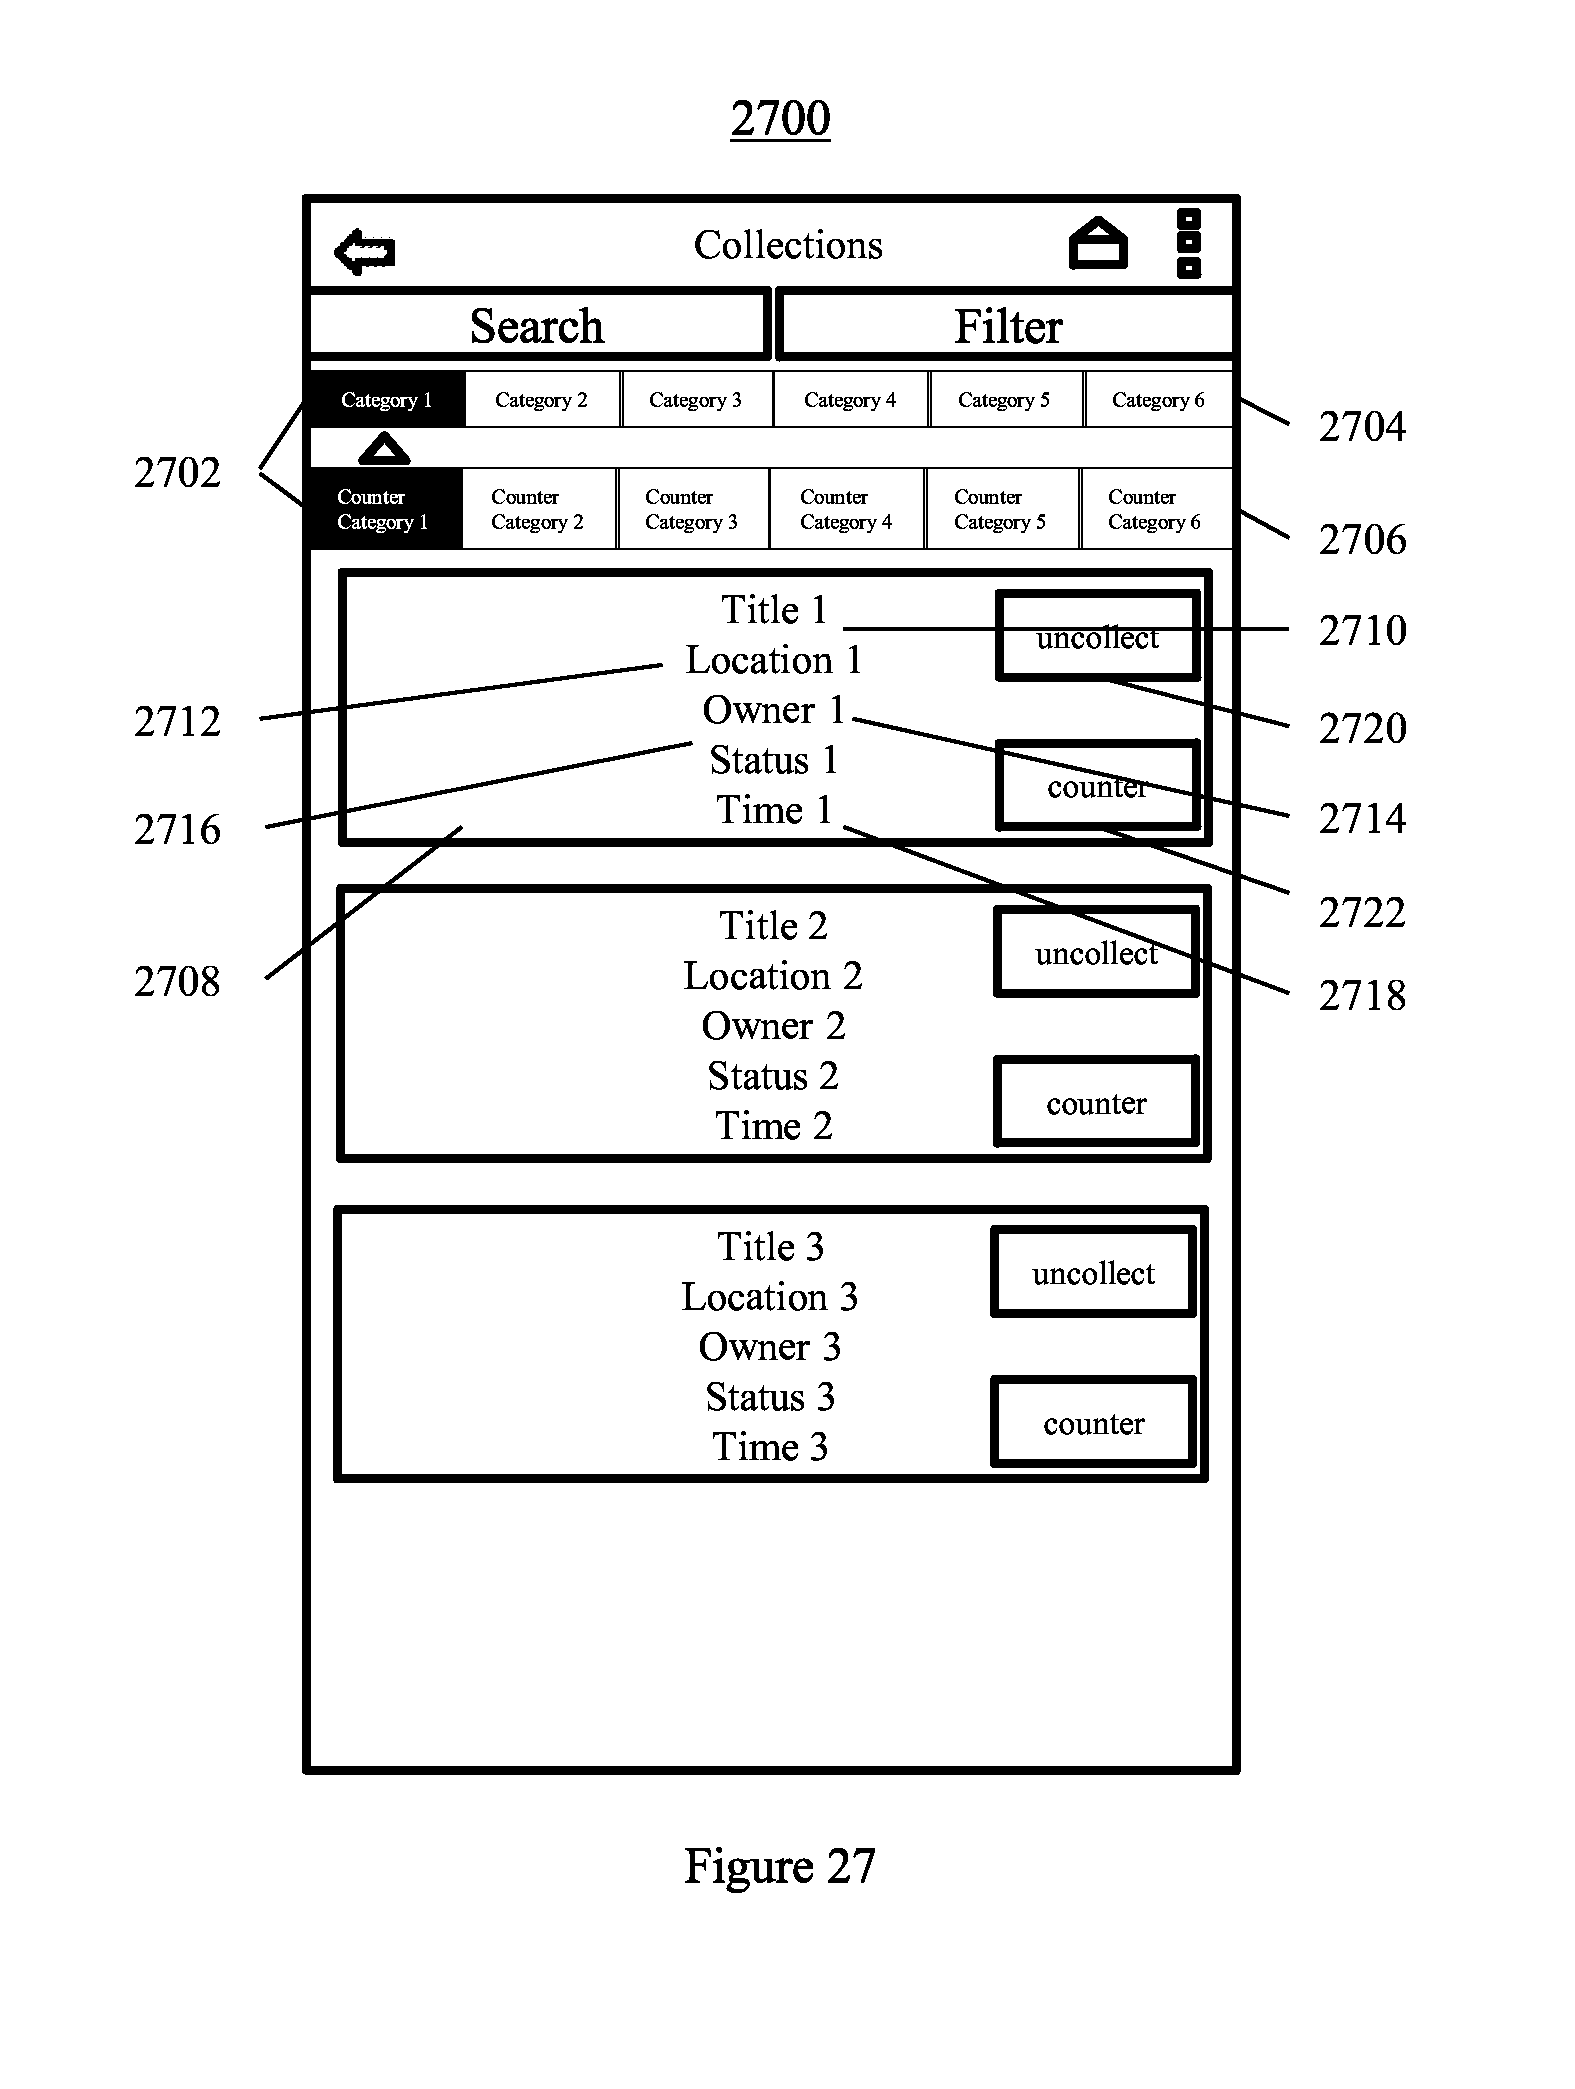 2700
Collections
Search
Filter
Category 1
Category 2
Category 3
Category 4
Category 5
Category 6
2704
2702
Counter
Category 1
Counter
Category 2
Counter
Category 3
Counter
Category 4
Counter
Category 5
Counter
Category 6
2706
Title 1
uncollect
2710
Location 1
2712
Owner 1
2720
Status 1
counter
2714
2716
Time 1
2722
Title 2
uncollect
2708
Location 2
2718
Owner 2
Status 2
counter
Time 2
Title 3
uncollect
Location 3
Owner 3
Status 3
counter
Time 3
Figure 27